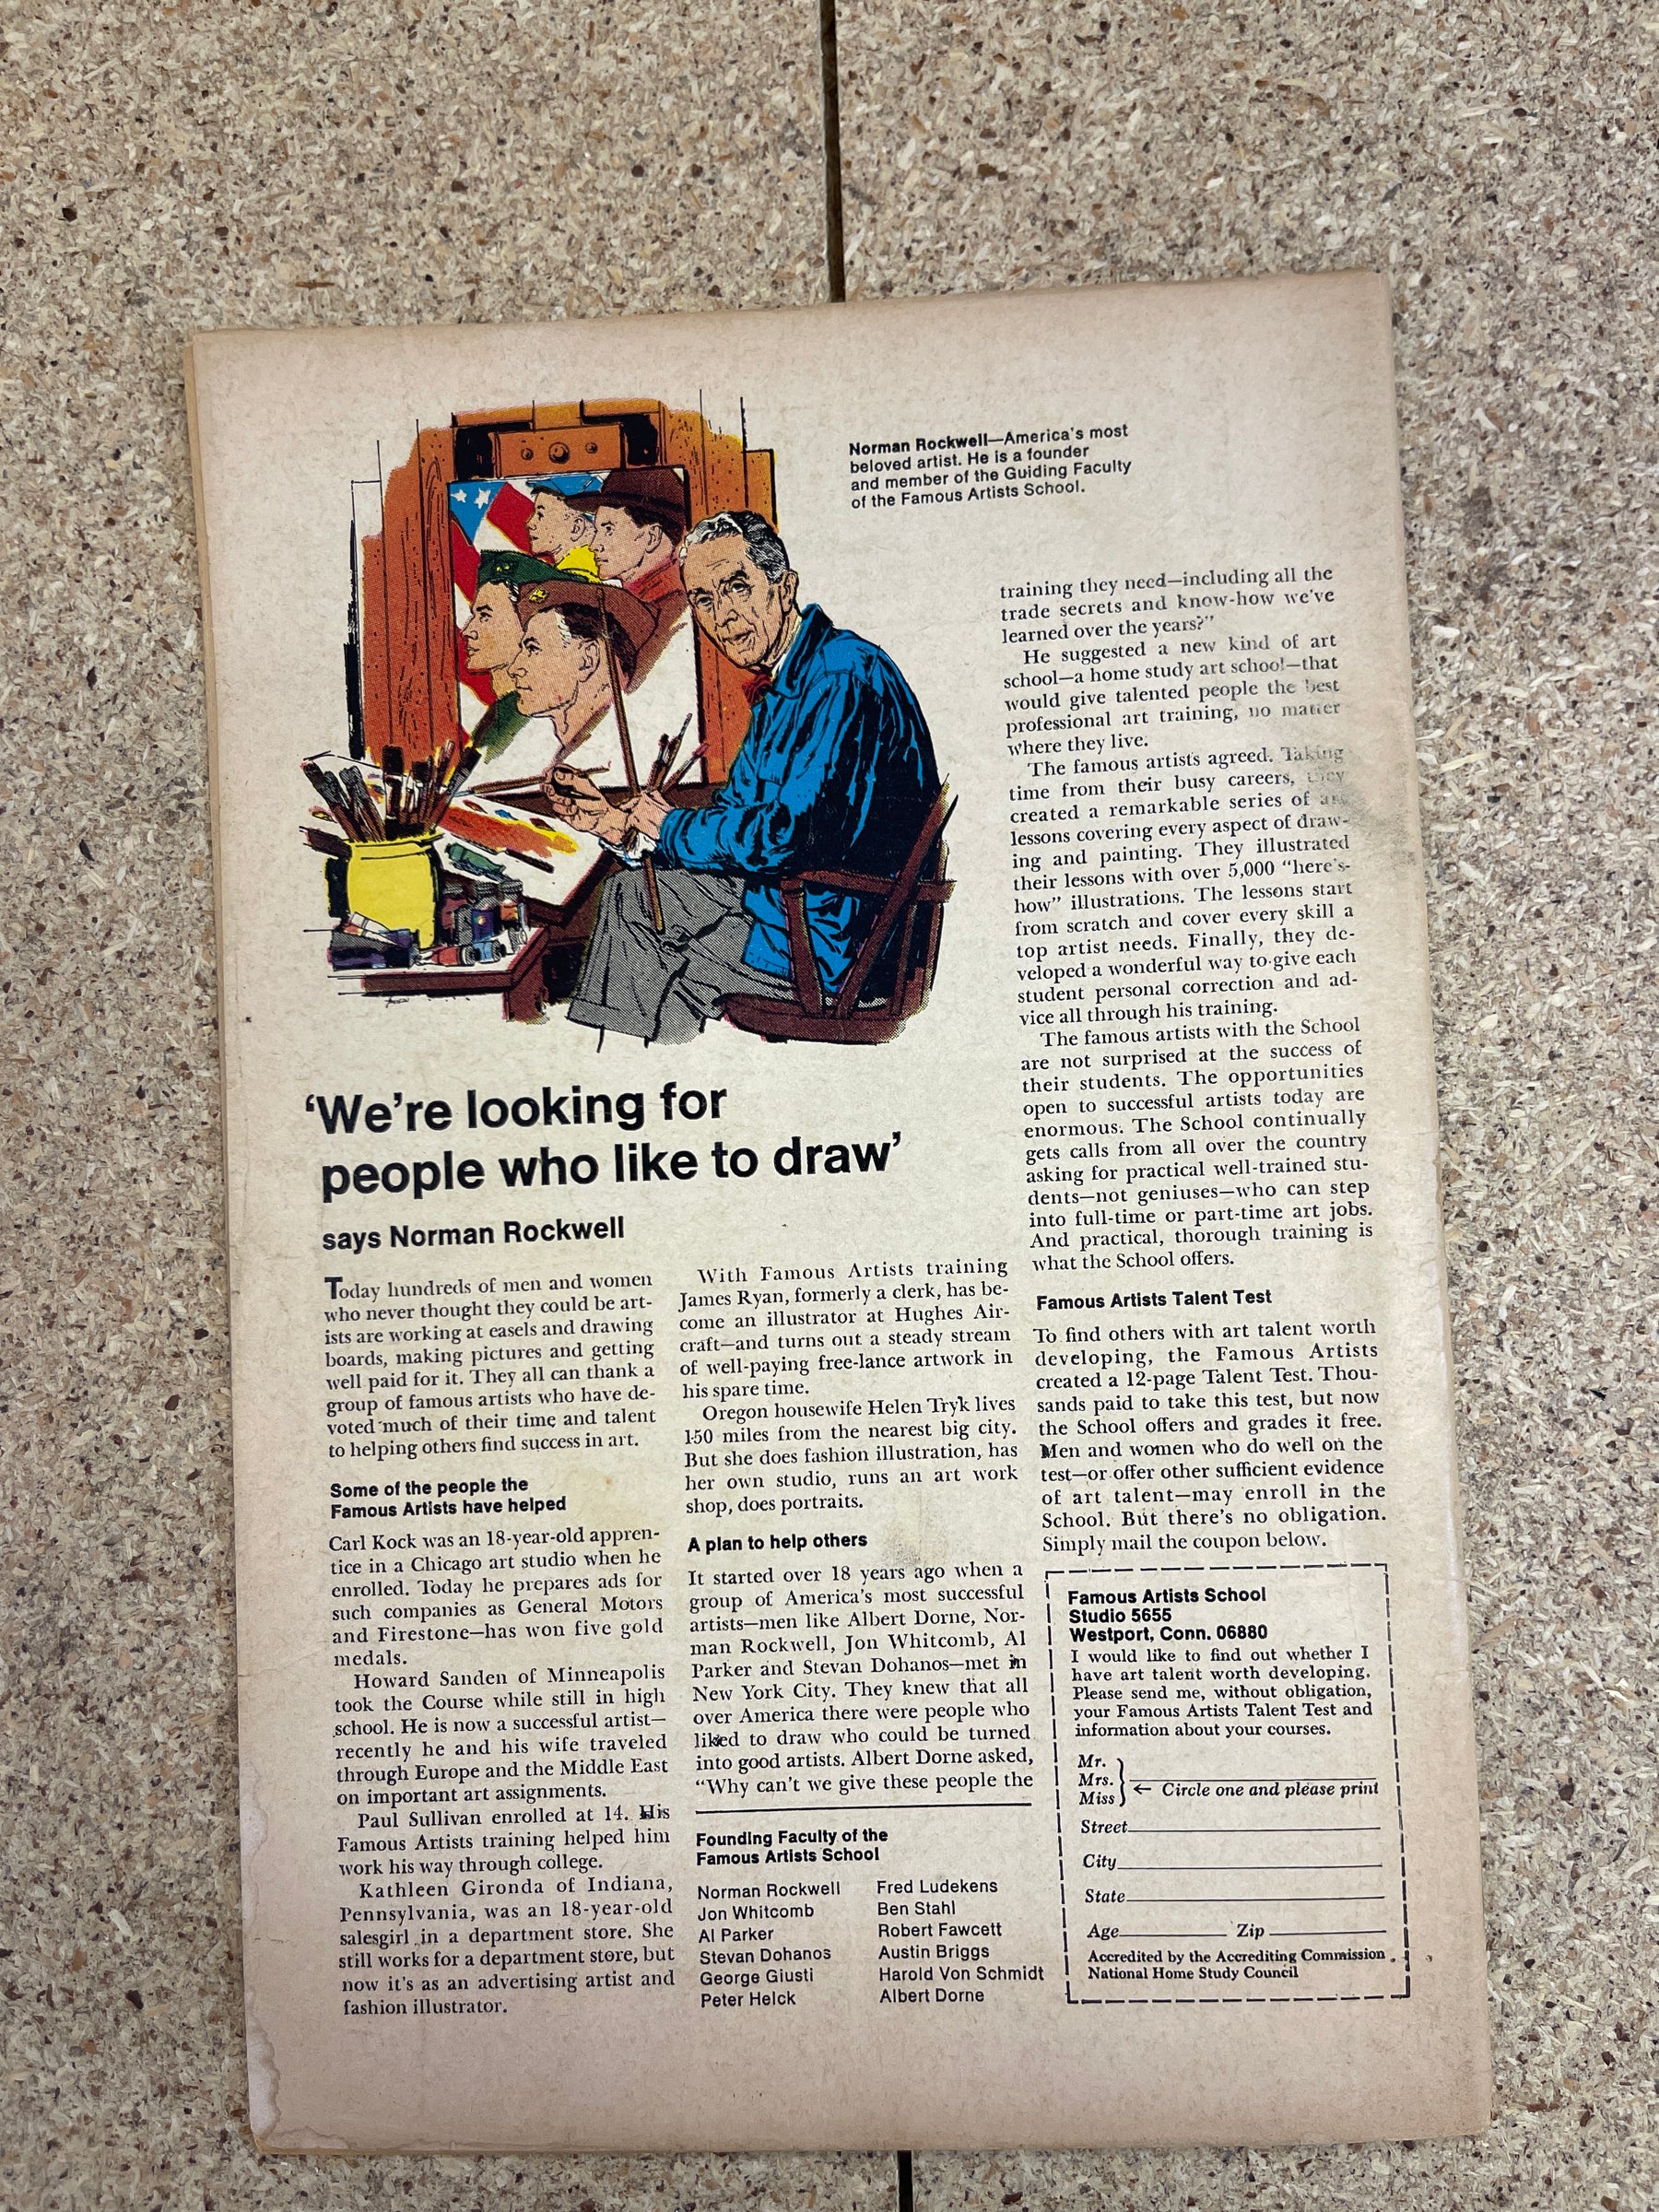 Norman Rockwell—America's most
beloved artist. He is a founder
and member of the Guiding Faculty
of the Famous Artists School.
'We're looking for
people who like to draw'
says Norman Rockwell
Today hundreds of men and women
who never thought they could be art-
ists are working at easels and drawing
boards, making pictures and getting
well paid for it. They all can thank a
group of famous artists who have de-
voted much of their time and talent
to helping others find success in art.
Some of the people the
Famous Artists have helped
Carl Kock was an 18-year-old appren-
tice in a Chicago art studio when he
enrolled. Today he prepares ads for
such companies as General Motors
and Firestone—has won five gold
medals.
Howard Sanden of Minneapolis
took the Course while still in high
school. He is now a successful artist—
recently he and his wife traveled
through Europe and the Middle East
on important art assignments.
Paul Sullivan enrolled at 14. His
Famous Artists training helped him
work his way through college.
Kathleen Gironda of Indiana,
Pennsylvania, was an 18-year-old
salesgirl in a department store. She
still works for a department store, but
now it's as an advertising artist and
fashion illustrator.
With Famous Artists training
James Ryan, formerly a clerk, has be-
come an illustrator at Hughes Air-
craft—and turns out a steady stream
of well-paying free-lance artwork in
his spare time.
Oregon housewife Helen Tryk lives
150 miles from the nearest big city.
But she does fashion illustration, has
her own studio, runs an art work
shop, does portraits.
A plan to help others
It started over 18 years ago when a
group of America's most successful
artists—men like Albert Dorne, Nor-
man Rockwell, Jon Whitcomb, Al
Parker and Stevan Dohanos—met in
New York City. They knew that all
over America there were people who
liked to draw who could be turned
into good artists. Albert Dorne asked,
"Why can't we give these people the
Founding Faculty of the
Famous Artists School
Norman Rockwell
Jon Whitcomb
Al Parker
Stevan Dohanos
George Giusti
Peter Helck
Fred Ludekens
Ben Stahl
Robert Fawcett
Austin Briggs
Harold Von Schmidt
Albert Dorne
training they need—including all the
trade secrets and know-how we've
learned over the years?"
He suggested a new kind of art
school—a home study art school—that
would give talented people the best
professional art training, no matter
where they live.
The famous artists agreed. Taking
time from their busy careers, they
created a remarkable series of art
lessons covering every aspect of draw-
ing and painting. They illustrated
their lessons with over 5,000 "here's-
how" illustrations. The lessons start
from scratch and cover every skill a
top artist needs. Finally, they de-
veloped a wonderful way to give each
student personal correction and ad-
vice all through his training.
The famous artists with the School
are not surprised at the success of
their students. The opportunities
open to successful artists today are
enormous. The School continually
gets calls from all over the country
asking for practical well-trained stu-
dents—not geniuses—who can step
into full-time or part-time art jobs.
And practical, thorough training is
what the School offers.
Famous Artists Talent Test
To find others with art talent worth
developing, the Famous Artists
created a 12-page Talent Test. Thou-
sands paid to take this test, but now
the School offers and grades it free.
Men and women who do well on the
test—or offer other sufficient evidence
of art talent—may enroll in the
School. But there's no obligation.
Simply mail the coupon below.
Famous Artists School
Studio 5655
Westport, Conn. 06880
I would like to find out whether I
have art talent worth developing.
Please send me, without obligation,
your Famous Artists Talent Test and
information about your courses.
Mr.
Mrs.
Miss
← Circle one and please print
Street
City
State
Age Zip
Accredited by the Accrediting Commission
National Home Study Council